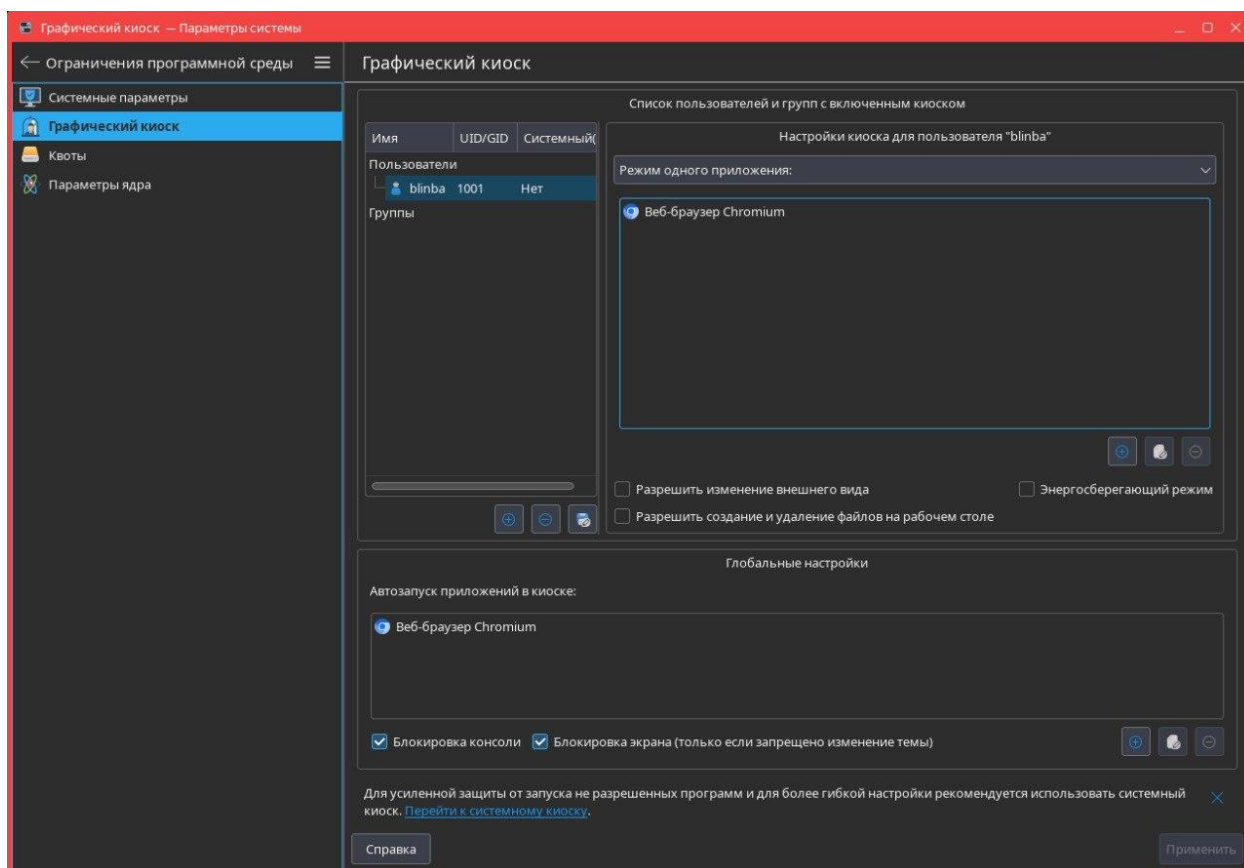 Графический киоск — Параметры системы
Ограничения программной среды
Системные параметры
Графический киоск
Квоты
Параметры ядра
Графический киоск
Список пользователей и групп с включенным киоском
Имя UID/GID Системный(
Пользователи
blinba 1001 Нет
Группы
Настройки киоска для пользователя "blinba"
Режим одного приложения:
Веб-браузер Chromium
Разрешить изменение внешнего вида
Энергосберегающий режим
Разрешить создание и удаление файлов на рабочем столе
Глобальные настройки
Автозапуск приложений в киоске:
Веб-браузер Chromium
Блокировка консоли
Блокировка экрана (только если запрещено изменение темы)
Для усиленной защиты от запуска не разрешенных программ и для более гибкой настройки рекомендуется использовать системный
киоск. Перейти к системному киоску.
Справка
Применить